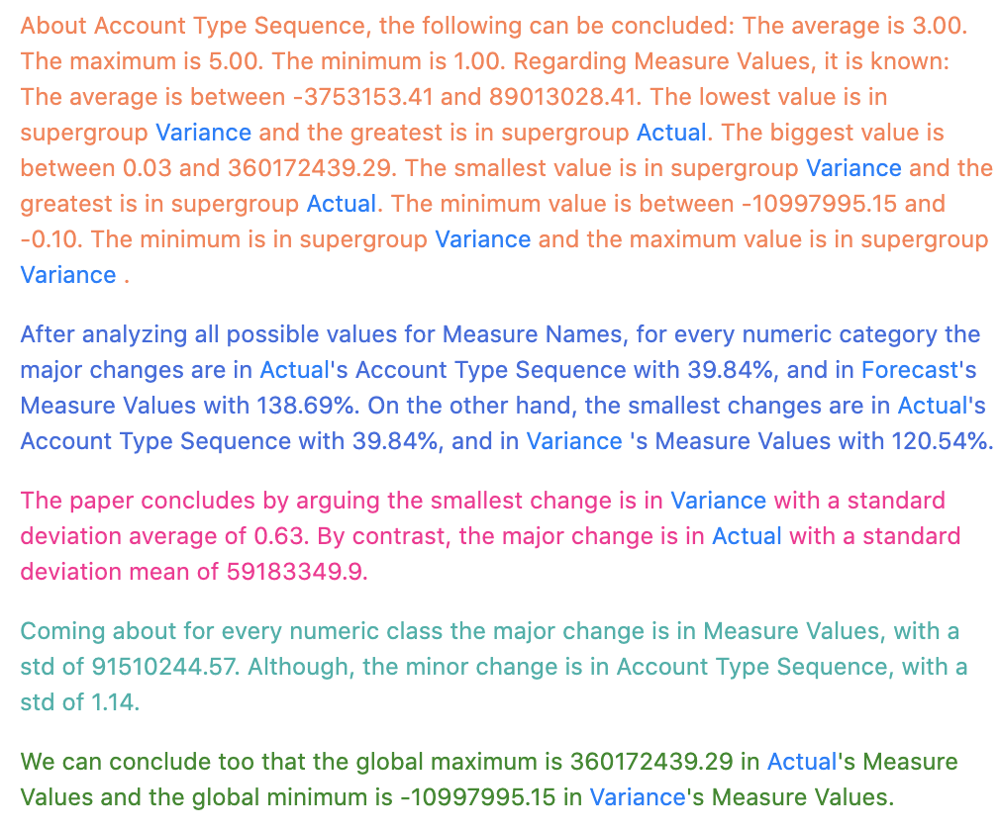 About Account Type Sequence, the following can be concluded: The average is 3.00.
The maximum is 5.00. The minimum is 1.00. Regarding Measure Values, it is known:
The average is between -3753153.41 and 89013028.41. The lowest value is in
supergroup Variance and the greatest is in supergroup Actual. The biggest value is
between 0.03 and 360172439.29. The smallest value is in supergroup Variance and the
greatest is in supergroup Actual. The minimum value is between -10997995.15 and
-0.10. The minimum is in supergroup Variance and the maximum value is in supergroup
Variance .
After analyzing all possible values for Measure Names, for every numeric category the
major changes are in Actual's Account Type Sequence with 39.84%, and in Forecast's
Measure Values with 138.69%. On the other hand, the smallest changes are in Actual's
Account Type Sequence with 39.84%, and in Variance 's Measure Values with 120.54%.
The paper concludes by arguing the smallest change is in Variance with a standard
deviation average of 0.63. By contrast, the major change is in Actual with a standard
deviation mean of 59183349.9.
Coming about for every numeric class the major change is in Measure Values, with a
std of 91510244.57. Although, the minor change is in Account Type Sequence, with a
std of 1.14.
We can conclude too that the global maximum is 360172439.29 in Actual's Measure
Values and the global minimum is -10997995.15 in Variance's Measure Values.